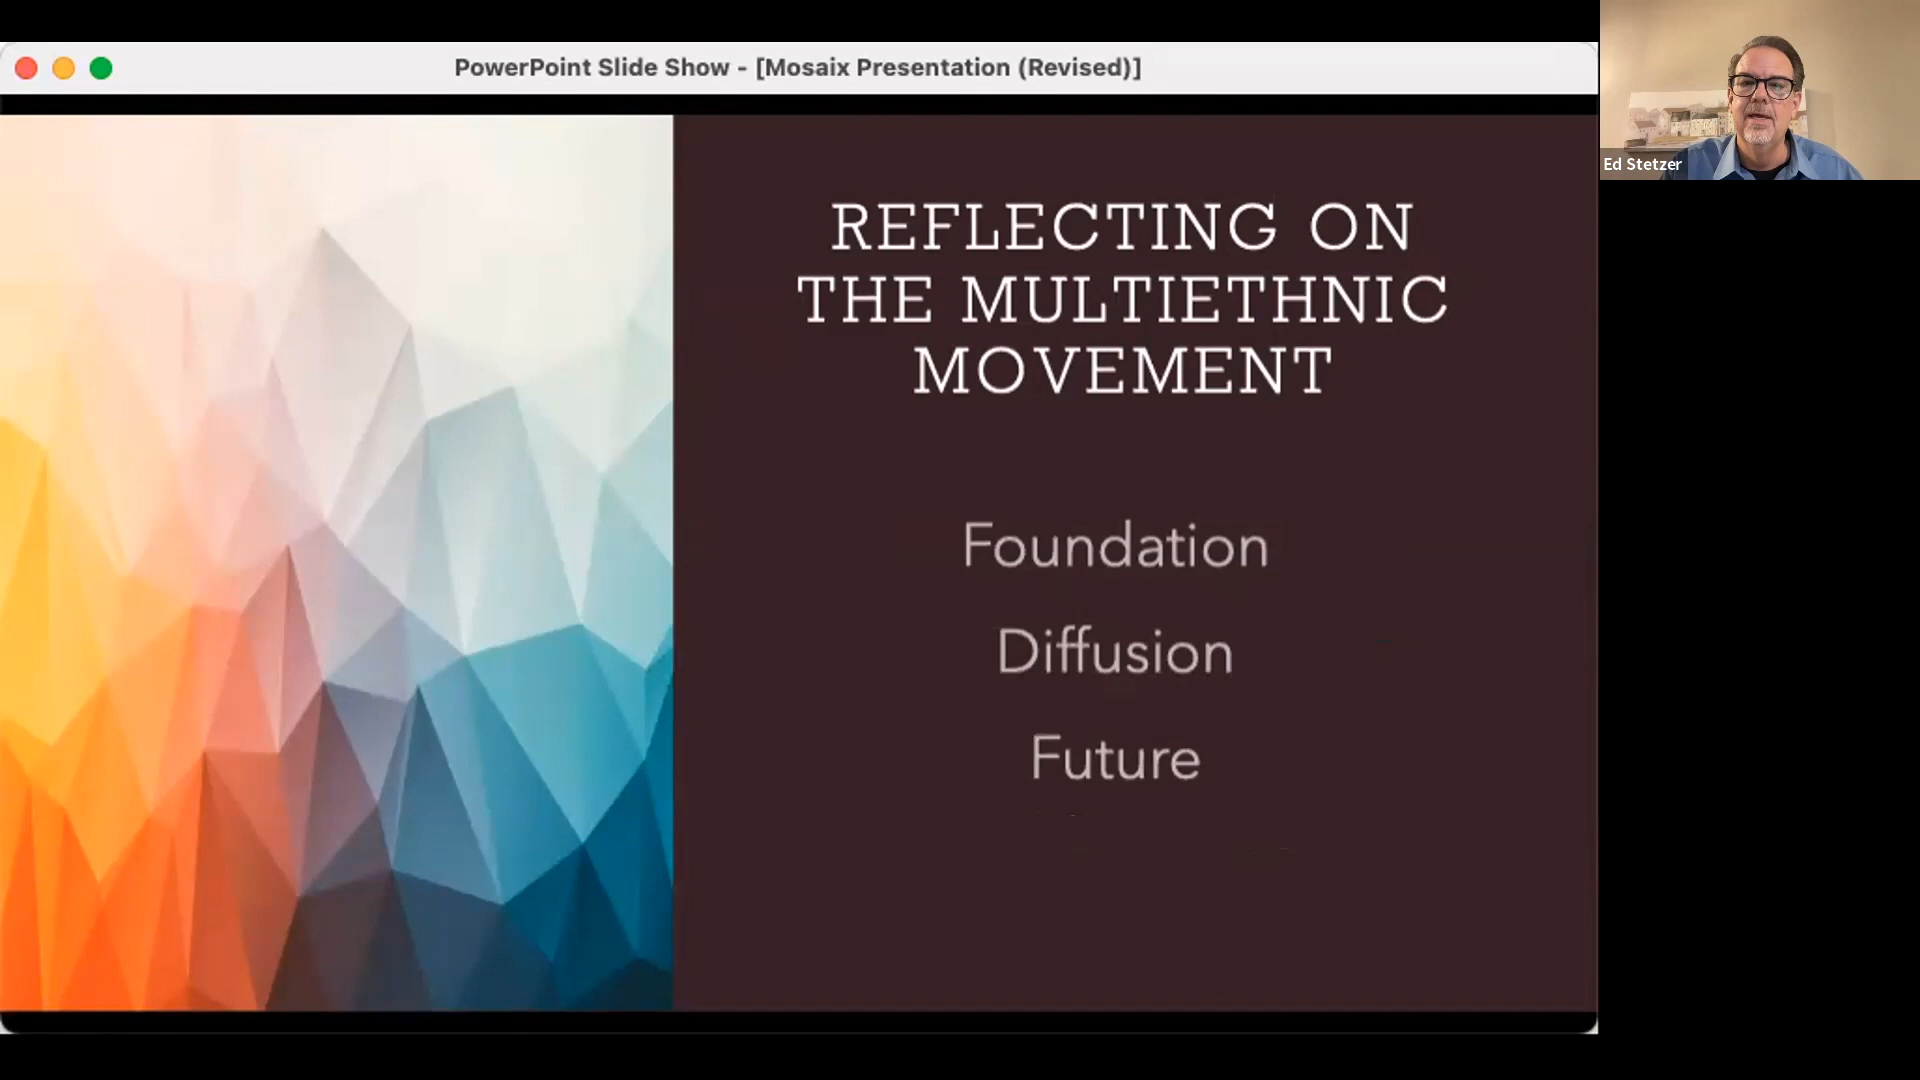 PowerPoint Slide Show - [Mosaix Presentation (Revised)]
REFLECTING ON
THE MULTIETHNIC
MOVEMENT
Foundation
Diffusion
Future
Ed Stetzer